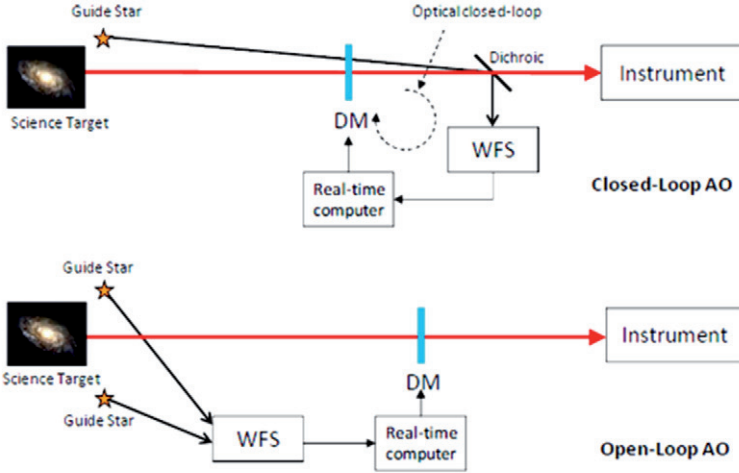 Guide Star
Optical closed-loop
Dichroic
Instrument
Science Target
DM
WFS
Real-time
computer
Closed-Loop AO
Guide Star
Instrument
Science Target
DM
Guide Star
WFS
Real-time
computer
Open-Loop AO